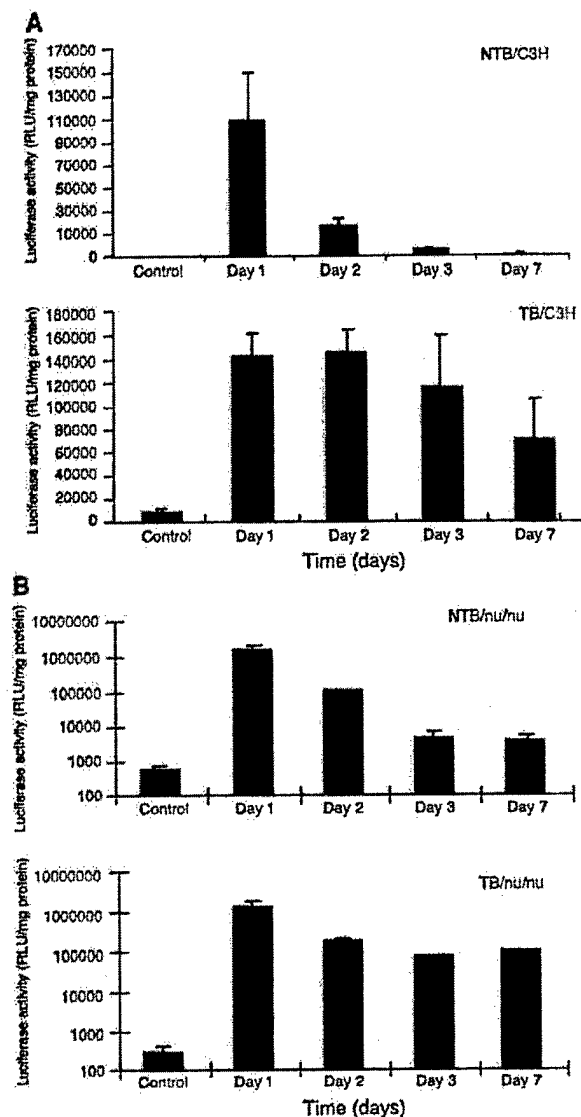 A
NTB/C3H
Luciferase activity (RLU/mg protein)
170000
150000
130000
110000
90000
70000
50000
30000
10000
0
Control Day 1 Day 2 Day 3 Day 7
TB/C3H
Luciferase activity (RLU/mg protein)
180000
160000
140000
120000
100000
80000
60000
40000
20000
0
Control Day 1 Day 2 Day 3 Day 7
Time (days)
B
NTB/nu/nu
Luciferase activity (RLU/mg protein)
10000000
1000000
100000
10000
1000
100
Control Day 1 Day 2 Day 3 Day 7
TB/nu/nu
Luciferase activity (RLU/mg protein)
10000000
1000000
100000
10000
1000
100
Control Day 1 Day 2 Day 3 Day 7
Time (days)